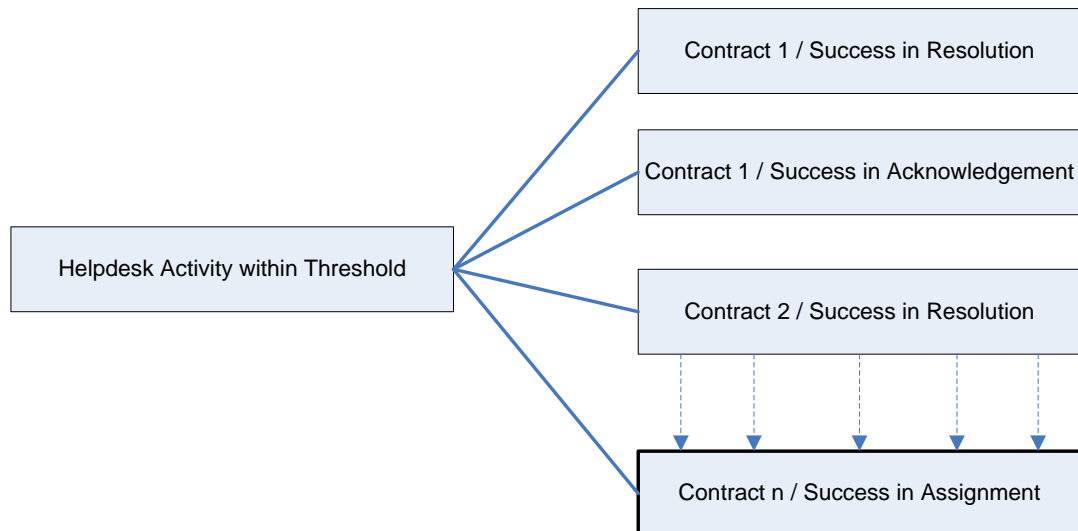 Contract 1 / Success in Resolution
Contract 1 / Success in Acknowledgement
Helpdesk Activity within Threshold
Contract 2 / Success in Resolution
Contract n / Success in Assignment